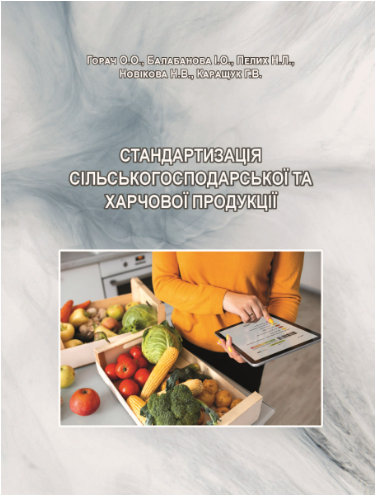 Горач О.О., Балабанова І.О., Пелих Н.Л.,
Новікова Н.В., Каращук Г.В.
СТАНДАРТИЗАЦІЯ
СІЛЬСЬКОГОСПОДАРСЬКОЇ ТА
ХАРЧОВОЇ ПРОДУКЦІЇ